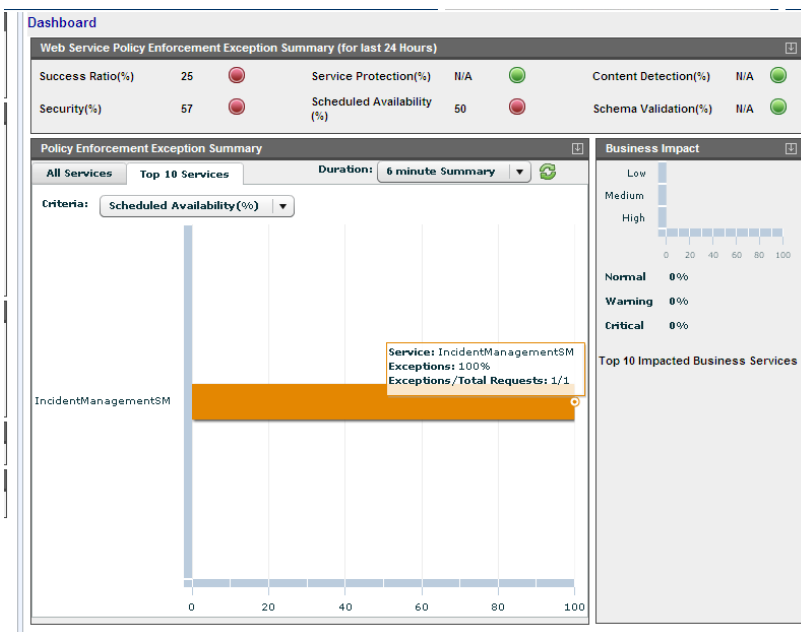 Dashboard
Web Service Policy Enforcement Exception Summary (for last 24 Hours)
Success Ratio(%) 25 Service Protection(%) N/A Content Detection(%) N/A
Security(%) 57 Scheduled Availability (%) 50 Schema Validation(%) N/A
Policy Enforcement Exception Summary
All Services Top 10 Services Duration: 6 minute Summary
Criteria: Scheduled Availability(%)
Service: IncidentManagementSM
Exceptions: 100%
Exceptions/Total Requests: 1/1
IncidentManagementSM
0 20 40 60 80 100
Business Impact
Low
Medium
High
0 20 40 60 80 100
Normal 0%
Warning 0%
Critical 0%
Top 10 Impacted Business Services